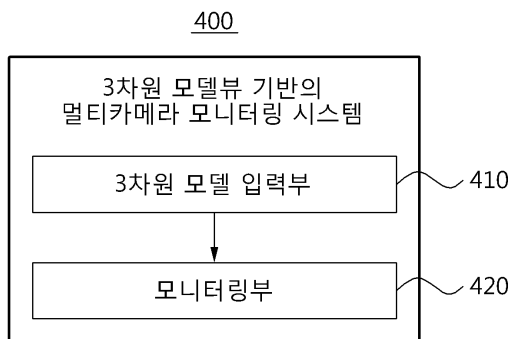 400
3차원 모델뷰 기반의
멀티카메라 모니터링 시스템
3차원 모델 입력부
410
모니터링부
420